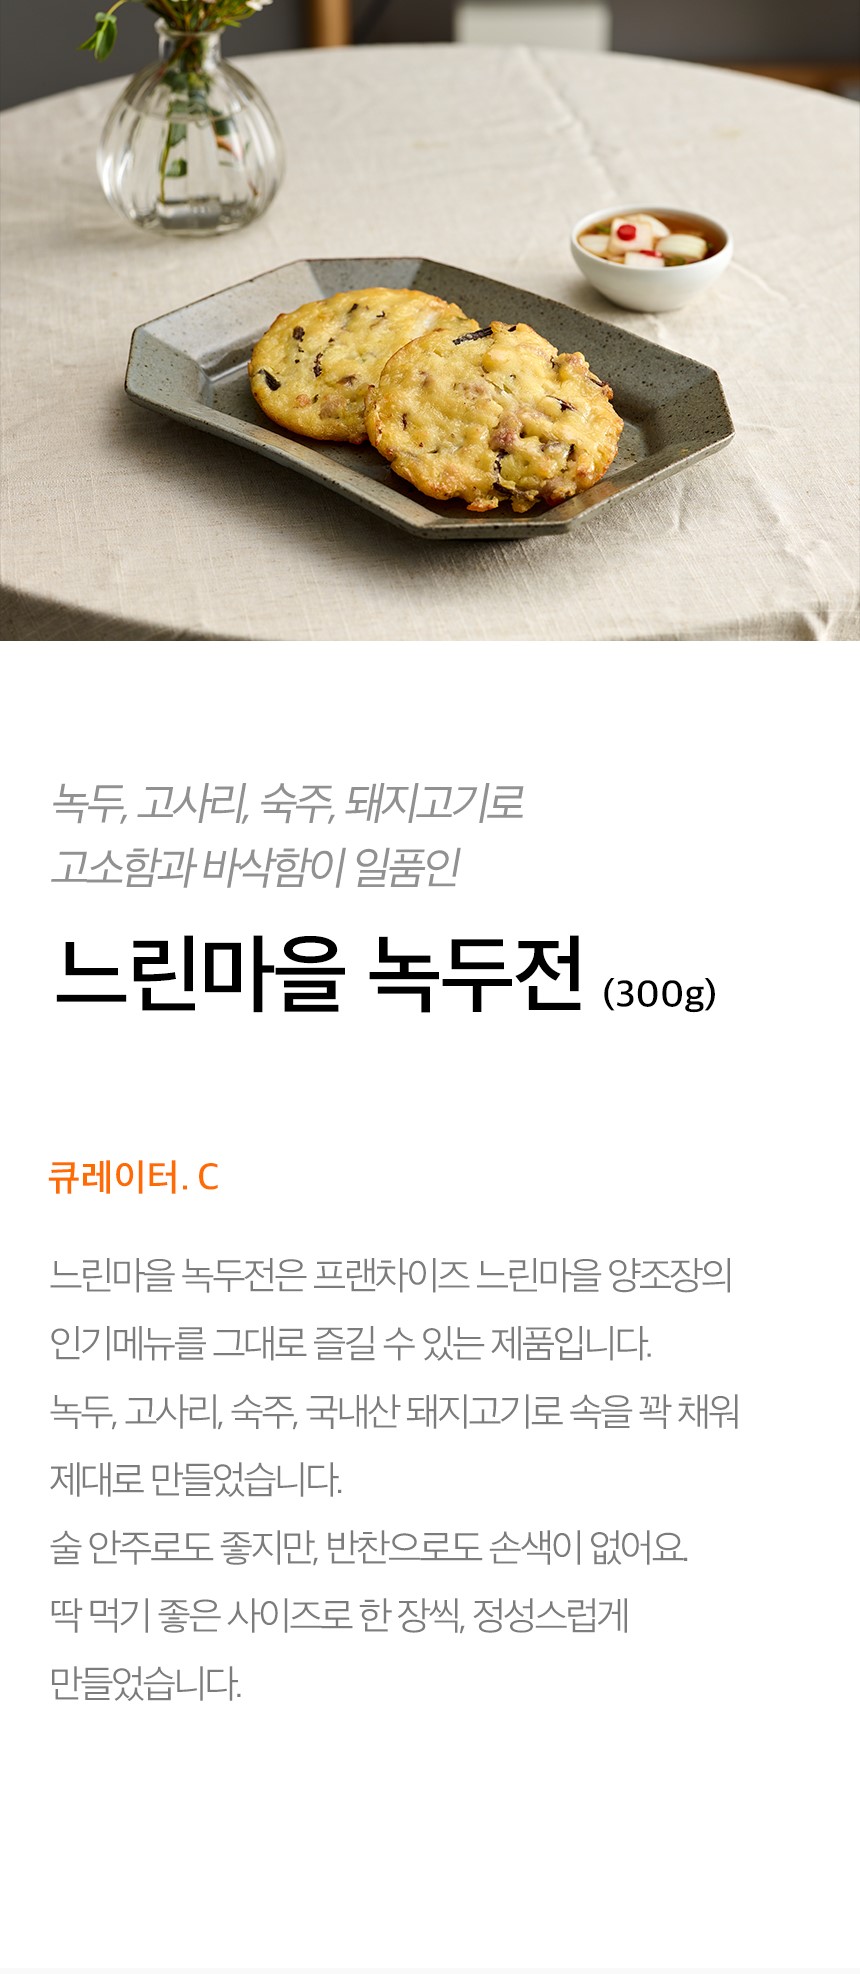 녹두, 고사리, 숙주, 돼지고기로
고소함과 바삭함이 일품인
느린마을 녹두전 (300g)
큐레이터. C
느린마을 녹두전은 프랜차이즈 느린마을 양조장의
인기메뉴를 그대로 즐길 수 있는 제품입니다.
녹두, 고사리, 숙주, 국내산 돼지고기로 속을 꽉 채워
제대로 만들었습니다.
술 안주로도 좋지만, 반찬으로도 손색이 없어요.
딱 먹기 좋은 사이즈로 한 장씩, 정성스럽게
만들었습니다.